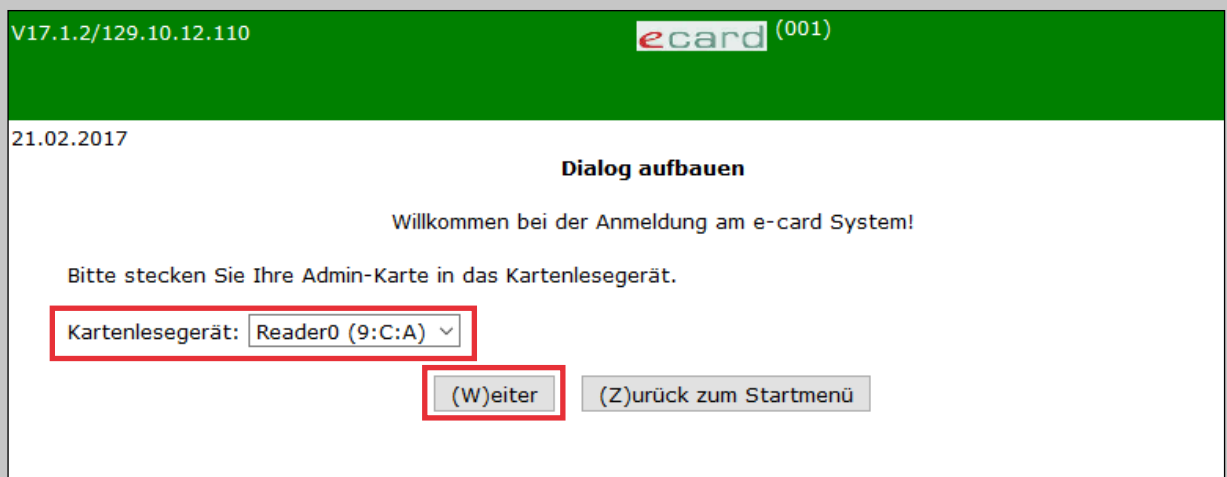 V17.1.2/129.10.12.110
ecard (001)
21.02.2017
Dialog aufbauen
Willkommen bei der Anmeldung am e-card System!
Bitte stecken Sie Ihre Admin-Karte in das Kartenlesegerät.
Kartenlesegerät: Reader0 (9:C:A)
(W)eiter (Z)urück zum Startmenü